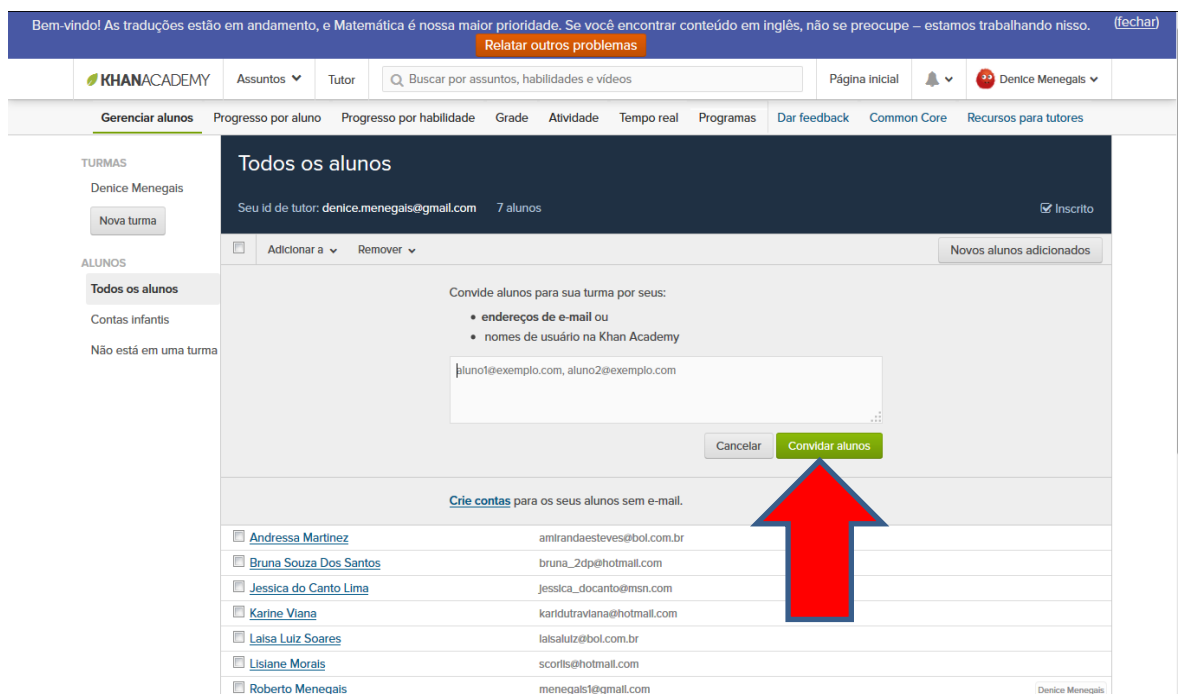 Bem-vindo! As traduções estão em andamento, e Matemática é nossa maior prioridade. Se você encontrar conteúdo em inglês, não se preocupe – estamos trabalhando nisso. (fechar)
Relatar outros problemas
KHANACADEMY Assuntos Tutor Buscar por assuntos, habilidades e vídeos Página inicial Denice Menegais
Gerenciar alunos Progresso por aluno Progresso por habilidade Grade Atividade Tempo real Programas Dar feedback Common Core Recursos para tutores
TURMAS
Denice Menegais
Nova turma
ALUNOS
Todos os alunos
Contas infantis
Não está em uma turma
Todos os alunos
Seu id de tutor: denice.menegais@gmail.com 7 alunos Inscrito
Adicionar a Remover Novos alunos adicionados
Convide alunos para sua turma por seus:
• endereços de e-mail ou
• nomes de usuário na Khan Academy
aluno1@exemplo.com, aluno2@exemplo.com
Cancelar Convidar alunos
Crie contas para os seus alunos sem e-mail.
Andressa Martinez amirandaesteves@bol.com.br
Bruna Souza Dos Santos bruna_2dp@hotmail.com
Jessica do Canto Lima jessica_docanto@msn.com
Karine Viana karidutraviana@hotmail.com
Laisa Luiz Soares laisaluiz@bol.com.br
Lisiane Morais scorlis@hotmail.com
Roberto Menegais menegais1@gmail.com Denice Menegais